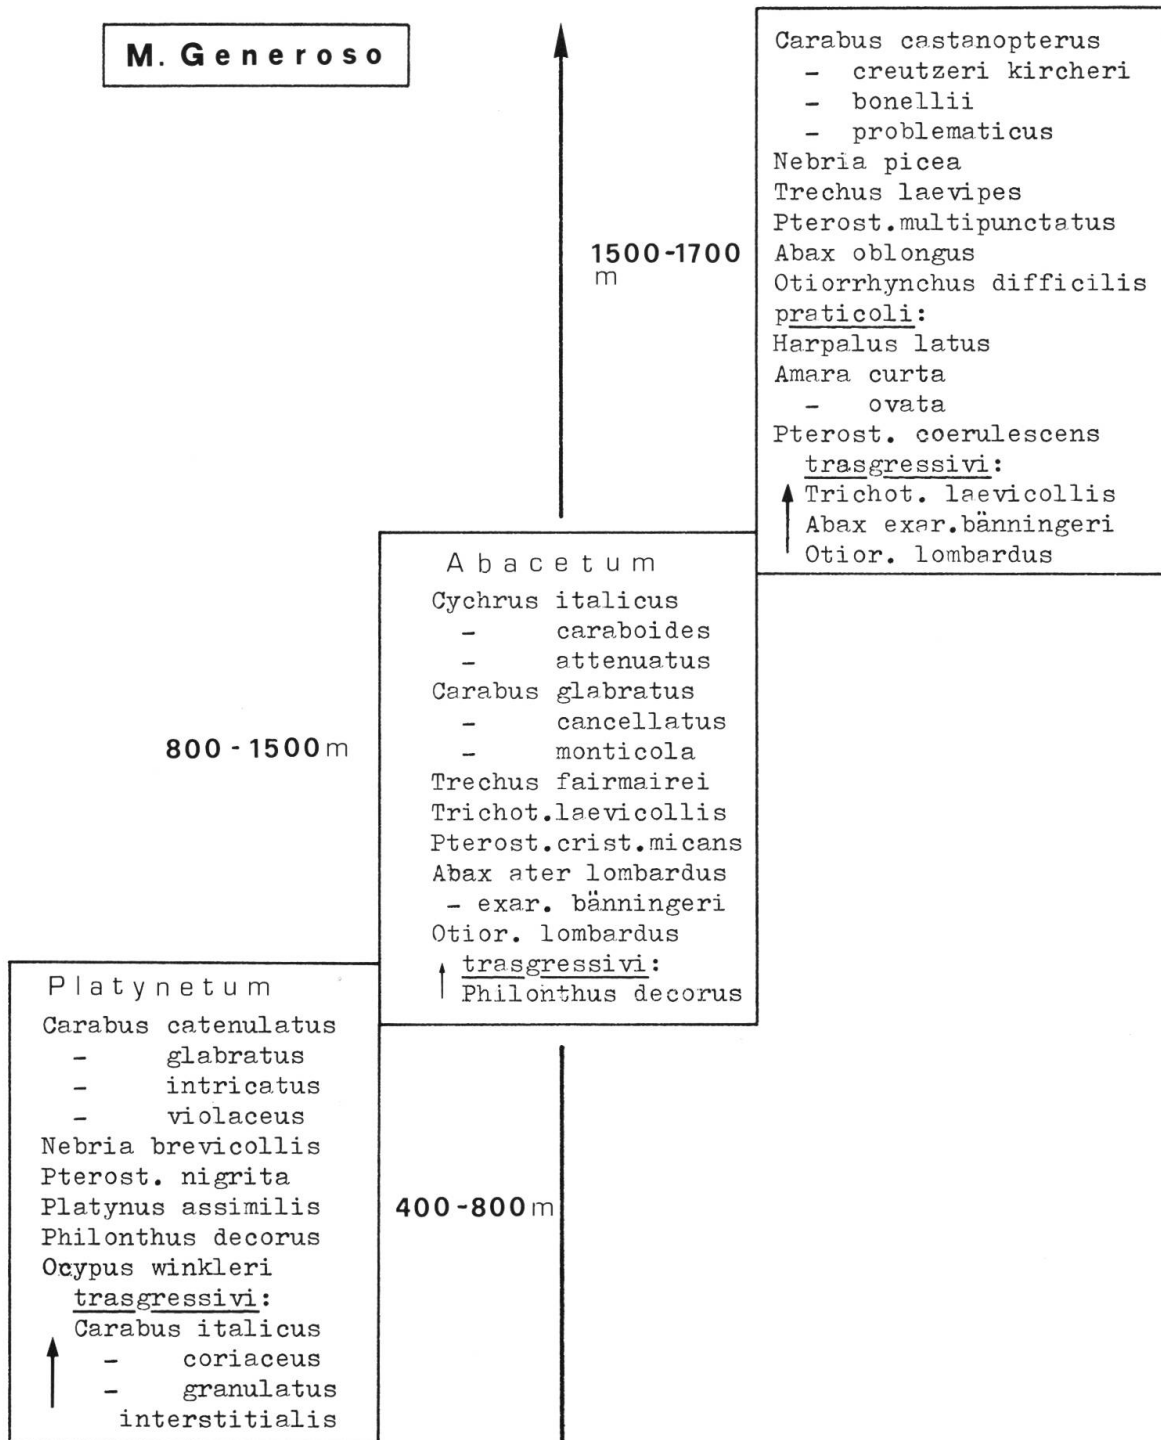 M. Generoso
Carabus castanopterus
- creutzeri kircheri
- bonellii
- problematicus
Nebria picea
Trechus laevipes
Pterost.multipunctatus
Abax oblongus
Otiorrhynchus difficilis
praticoli:
Harpalus latus
Amara curta
- ovata
Pterost. coerulescens
trasgressivi:
Trichot. laevicollis
Abax exar.bänningeri
Otior. lombardus
1500-1700
m
Abacetum
Cychrus italicus
- caraboides
- attenuatus
Carabus glabratus
- cancellatus
- monticola
Trechus fairmairei
Trichot.laevicollis
Pterost.crist.micans
Abax ater lombardus
- exar. bänningeri
Otior. lombardus
trasgressivi:
Philonthus decorus
800 - 1500 m
Platynetum
Carabus catenulatus
- glabratus
- intricatus
- violaceus
Nebria brevicollis
Pterost. nigrita
Platynus assimilis
Philonthus decorus
Ocypus winkleri
trasgressivi:
Carabus italicus
- coriaceus
- granulatus
interstitialis
400-800 m